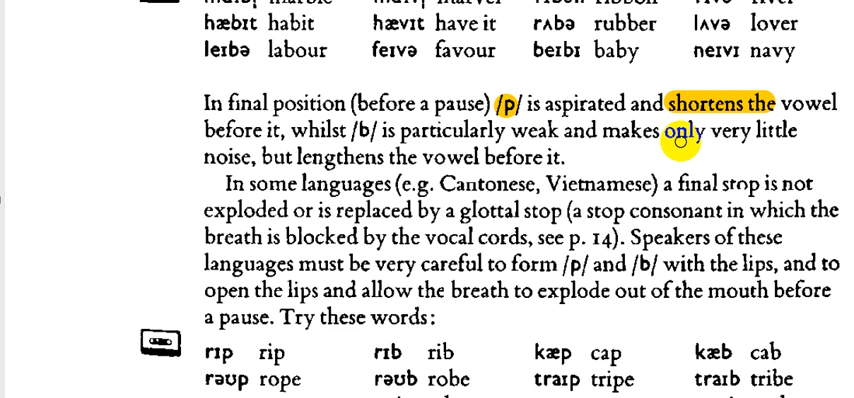 hæbɪt habit hævɪt have it rʌbə rubber lʌvə lover
leɪbə labour feɪvə favour beɪbɪ baby neɪvɪ navy
In final position (before a pause) /p/ is aspirated and shortens the vowel
before it, whilst /b/ is particularly weak and makes only very little
noise, but lengthens the vowel before it.
In some languages (e.g. Cantonese, Vietnamese) a final stop is not
exploded or is replaced by a glottal stop (a stop consonant in which the
breath is blocked by the vocal cords, see p. 14). Speakers of these
languages must be very careful to form /p/ and /b/ with the lips, and to
open the lips and allow the breath to explode out of the mouth before
a pause. Try these words:
rɪp rip rɪb rib kæp cap kæb cab
rəʊp rope rəʊb robe traɪp tripe traɪb tribe